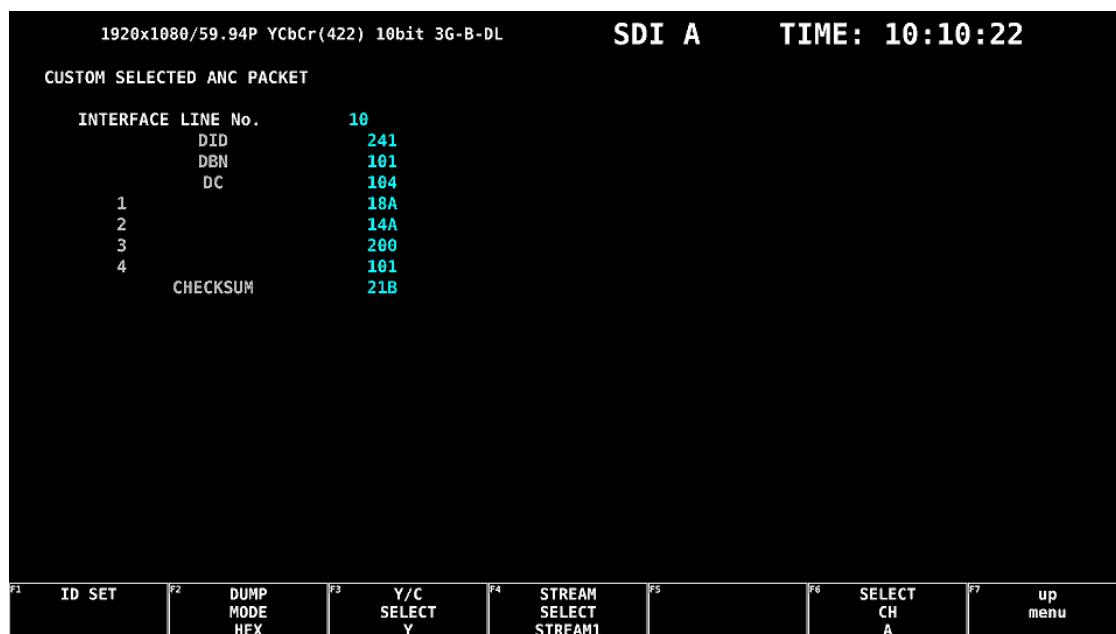 1920x1080/59.94P YCbCr(422) 10bit 3G-B-DL SDI A TIME: 10:10:22
CUSTOM SELECTED ANC PACKET
INTERFACE LINE No. 10
DID 241
DBN 101
DC 104
1 18A
2 14A
3 200
4 101
CHECKSUM 21B
F1 ID SET F2 DUMP F3 Y/C F4 STREAM F5 F6 SELECT F7 up
MODE SELECT SELECT CH menu
HEX Y STREAM1 A